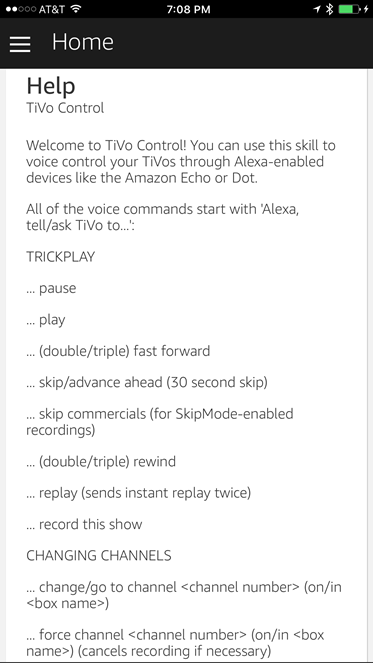 AT&T 7:08 PM
Home
Help
TiVo Control
Welcome to TiVo Control! You can use this skill to
voice control your TiVos through Alexa-enabled
devices like the Amazon Echo or Dot.
All of the voice commands start with 'Alexa,
tell/ask TiVo to...':
TRICKPLAY
... pause
... play
... (double/triple) fast forward
... skip/advance ahead (30 second skip)
... skip commercials (for SkipMode-enabled
recordings)
... (double/triple) rewind
... replay (sends instant replay twice)
... record this show
CHANGING CHANNELS
... change/go to channel <channel number> (on/in
<box name>)
... force channel <channel number> (on/in <box
name>) (cancels recording if necessary)